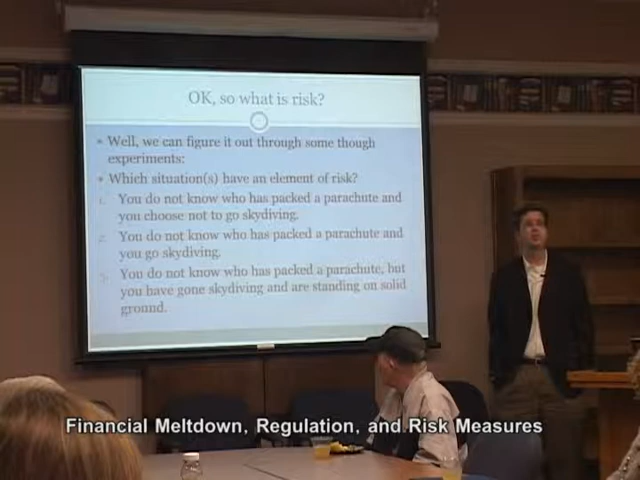 OK, so what is risk?
Well, we can figure it out through some though
experiments:
Which situation(s) have an element of risk?
1. You do not know who has packed a parachute and
you choose not to go skydiving.
2. You do not know who has packed a parachute and
you go skydiving.
3. You do not know who has packed a parachute, but
you have gone skydiving and are standing on solid
ground.
Financial Meltdown, Regulation, and Risk Measures